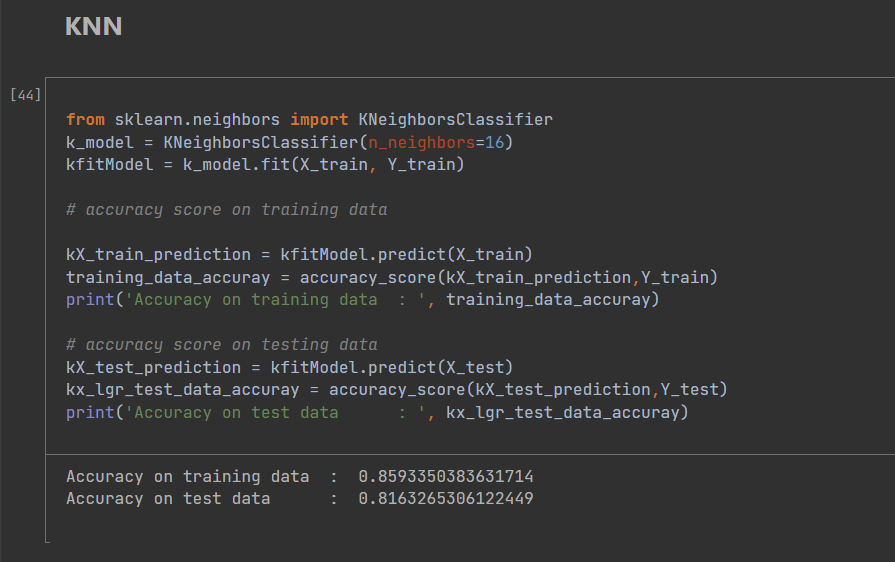 KNN
[44]
from sklearn.neighbors import KNeighborsClassifier
k_model = KNeighborsClassifier(n_neighbors=16)
kfitModel = k_model.fit(X_train, Y_train)
# accuracy score on training data
kX_train_prediction = kfitModel.predict(X_train)
training_data_accuray = accuracy_score(kX_train_prediction,Y_train)
print('Accuracy on training data  : ', training_data_accuray)
# accuracy score on testing data
kX_test_prediction = kfitModel.predict(X_test)
kx_lgr_test_data_accuray = accuracy_score(kX_test_prediction,Y_test)
print('Accuracy on test data      : ', kx_lgr_test_data_accuray)
Accuracy on training data  :  0.8593350383631714
Accuracy on test data      :  0.8163265306122449